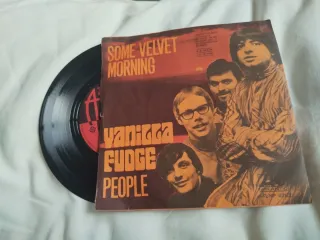 SOME VELVET
MORNING
Vanilla
FUDGE
PEOPLE